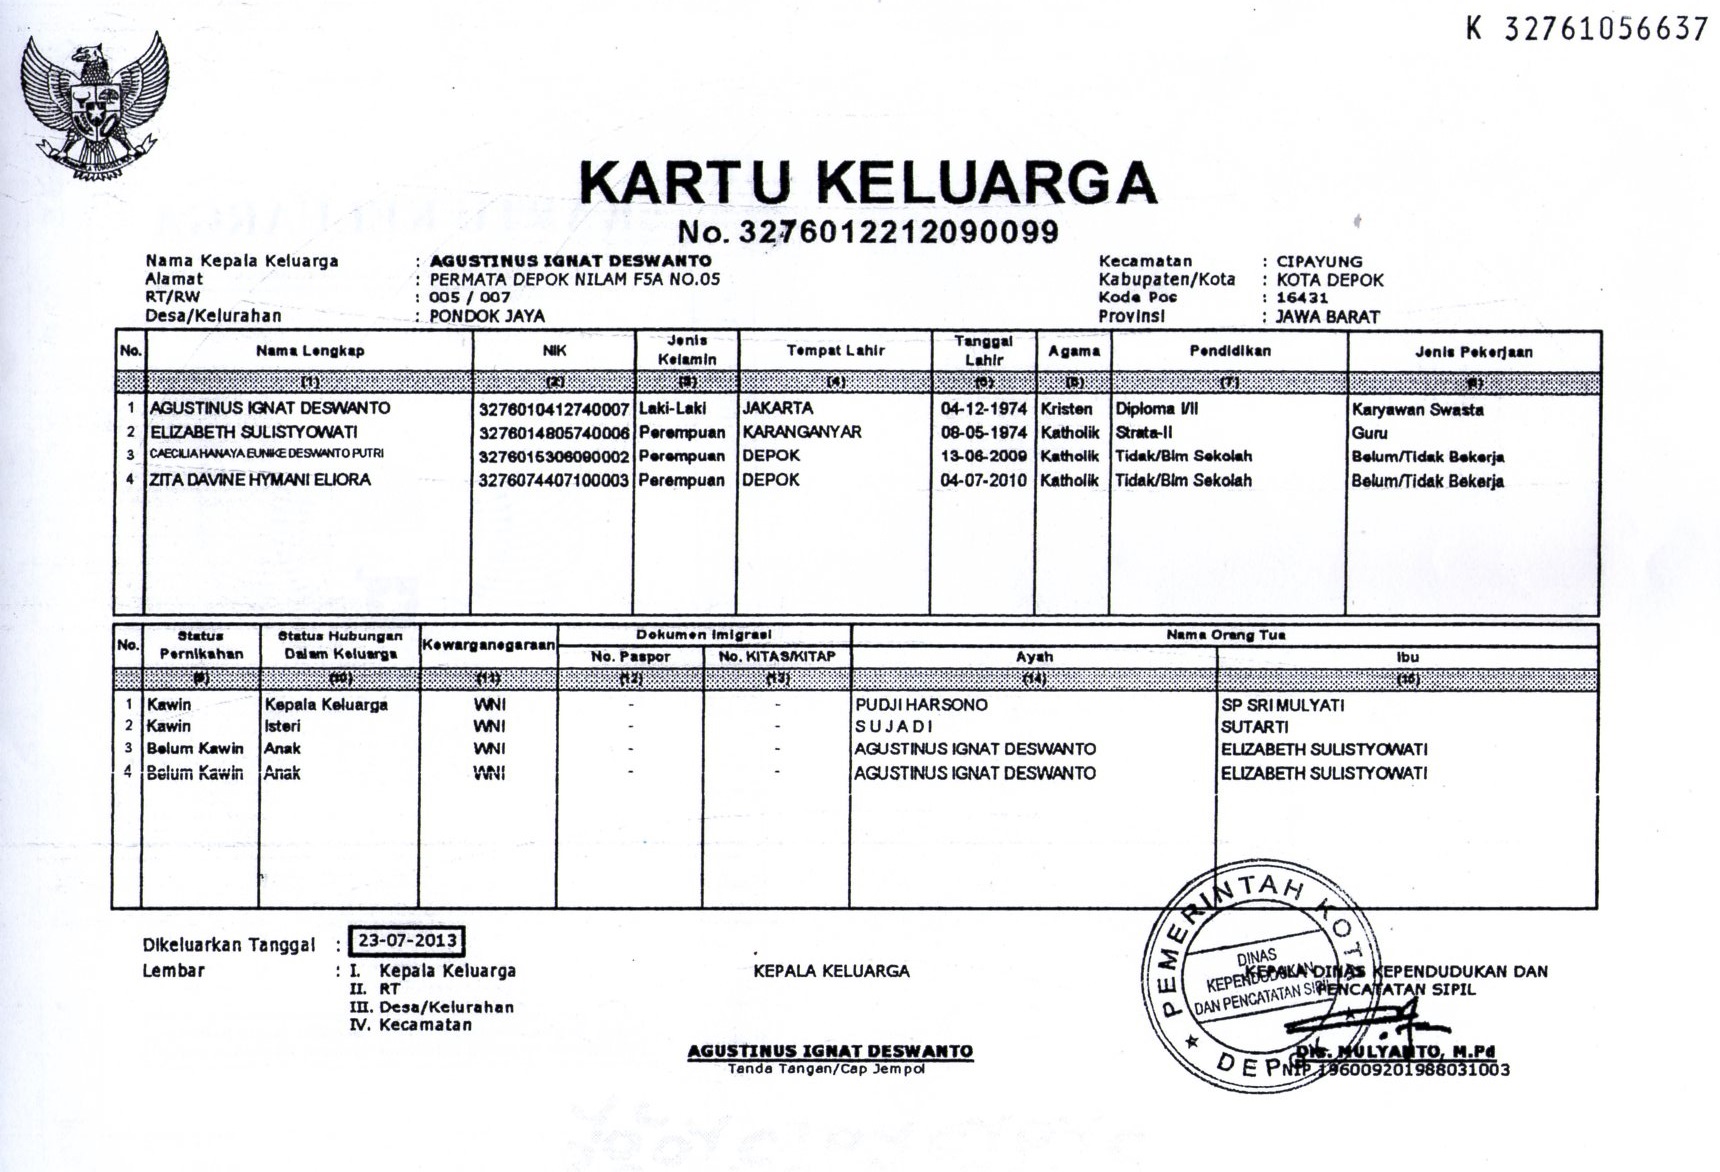 K 32761056637
KARTU KELUARGA
No. 3276012212090099
Nama Kepala Keluarga : AGUSTINUS IGNAT DESWANTO
Alamat : PERMATA DEPOK NILAM F5A NO.05
RT/RW : 005 / 007
Desa/Kelurahan : PONDOK JAYA
Kecamatan : CIPAYUNG
Kabupaten/Kota : KOTA DEPOK
Kode Pos : 16431
Provinsi : JAWA BARAT
No. Nama Lengkap NIK Jenis Kelamin Tempat Lahir Tanggal Lahir Agama Pendidikan Jenis Pekerjaan
(1) (2) (3) (4) (5) (6) (7) (8)
1 AGUSTINUS IGNAT DESWANTO 3276010412740007 Laki-Laki JAKARTA 04-12-1974 Kristen Diploma I/II Karyawan Swasta
2 ELIZABETH SULISTYOWATI 3276014805740006 Perempuan KARANGANYAR 08-05-1974 Katholik Strata-II Guru
3 CAECILIA HANAYA EUNIKE DESWANTO PUTRI 3276015306090002 Perempuan DEPOK 13-06-2009 Katholik Tidak/Blm Sekolah Belum/Tidak Bekerja
4 ZITA DAVINE HYMANI ELIORA 3276074407100003 Perempuan DEPOK 04-07-2010 Katholik Tidak/Blm Sekolah Belum/Tidak Bekerja
No. Status Pernikahan Status Hubungan Dalam Keluarga Kewarganegaraan Dokumen Imigrasi Nama Orang Tua
No. Paspor No. KITAS/KITAP Ayah Ibu
(9) (10) (11) (12) (13) (14) (15)
1 Kawin Kepala Keluarga WNI - - PUDJI HARSONO SP SRI MULYATI
2 Kawin Isteri WNI - - S U J A D I SUTARTI
3 Belum Kawin Anak WNI - - AGUSTINUS IGNAT DESWANTO ELIZABETH SULISTYOWATI
4 Belum Kawin Anak WNI - - AGUSTINUS IGNAT DESWANTO ELIZABETH SULISTYOWATI
Dikeluarkan Tanggal : 23-07-2013
Lembar : I. Kepala Keluarga
II. RT
III. Desa/Kelurahan
IV. Kecamatan
KEPALA KELUARGA
AGUSTINUS IGNAT DESWANTO
Tanda Tangan/Cap Jempol
KEPALA DINAS KEPENDUDUKAN DAN
PENCATATAN SIPIL
Drs. MULYANTO, M.Pd
NIP.196009201988031003
PEMERINTAH KOTA
DINAS
KEPENDUDUKAN
DAN PENCATATAN SIPIL
DEPOK